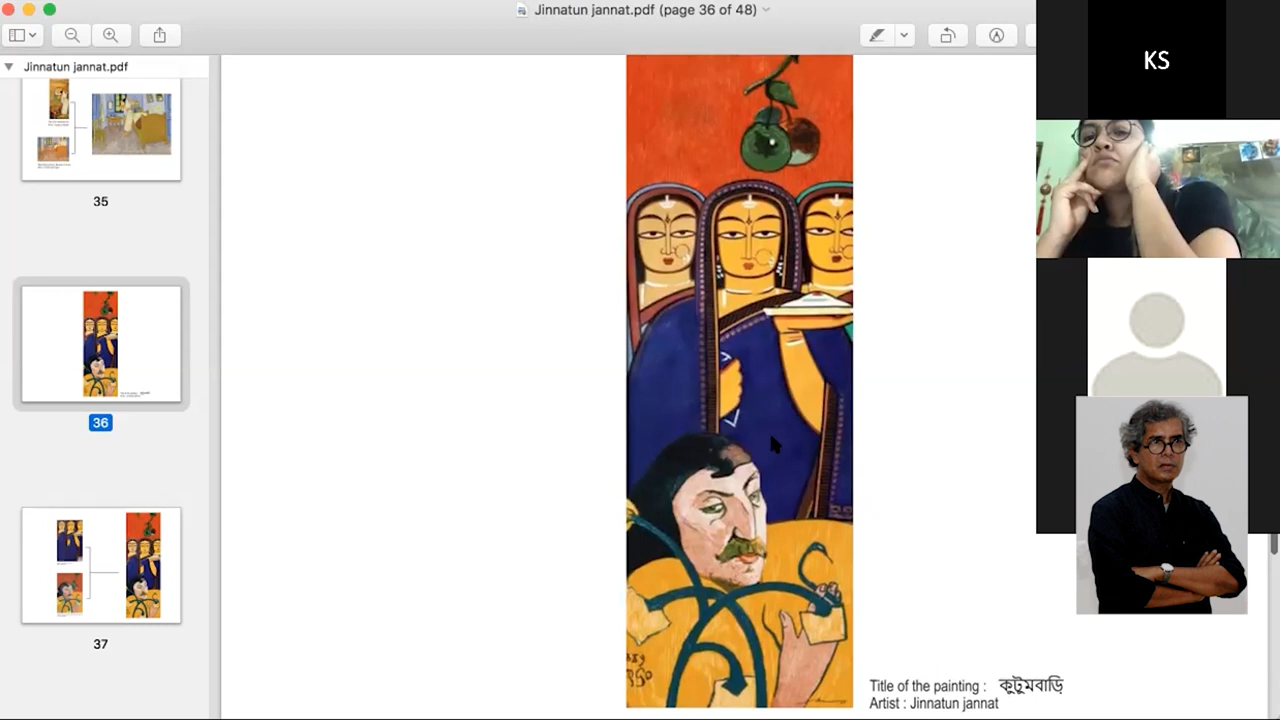 Jinnatun jannat.pdf (page 36 of 48)
Jinnatun jannat.pdf
35
36
37
KS
Title of the painting : কুটুমবাড়ি
Artist : Jinnatun jannat